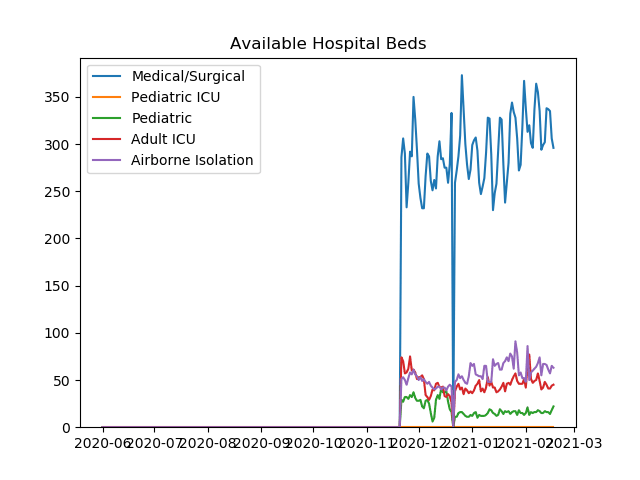 Available Hospital Beds
Medical/Surgical
Pediatric ICU
Pediatric
Adult ICU
Airborne Isolation
350
300
250
200
150
100
50
0
2020-06 2020-07 2020-08 2020-09 2020-10 2020-11 2020-12 2021-01 2021-02 2021-03